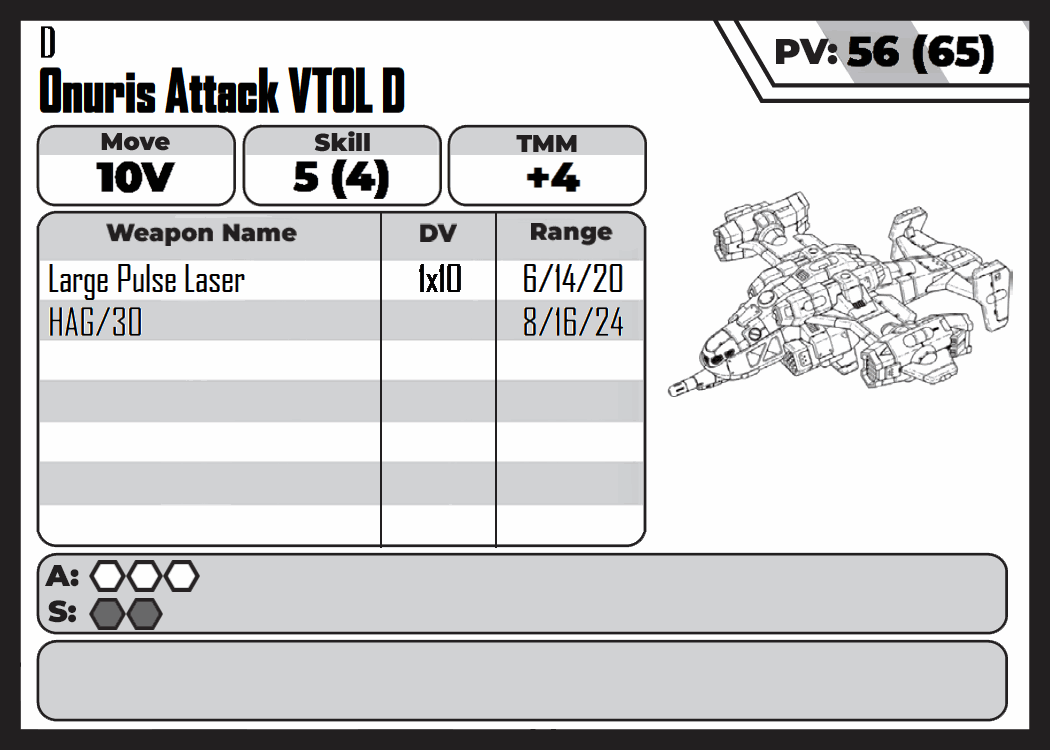 D
Onuris Attack VTOL D
PV: 56 (65)
Move Skill TMM
10V 5 (4) +4
Weapon Name DV Range
Large Pulse Laser 1x10 6/14/20
HAG/30 8/16/24
A:
S: